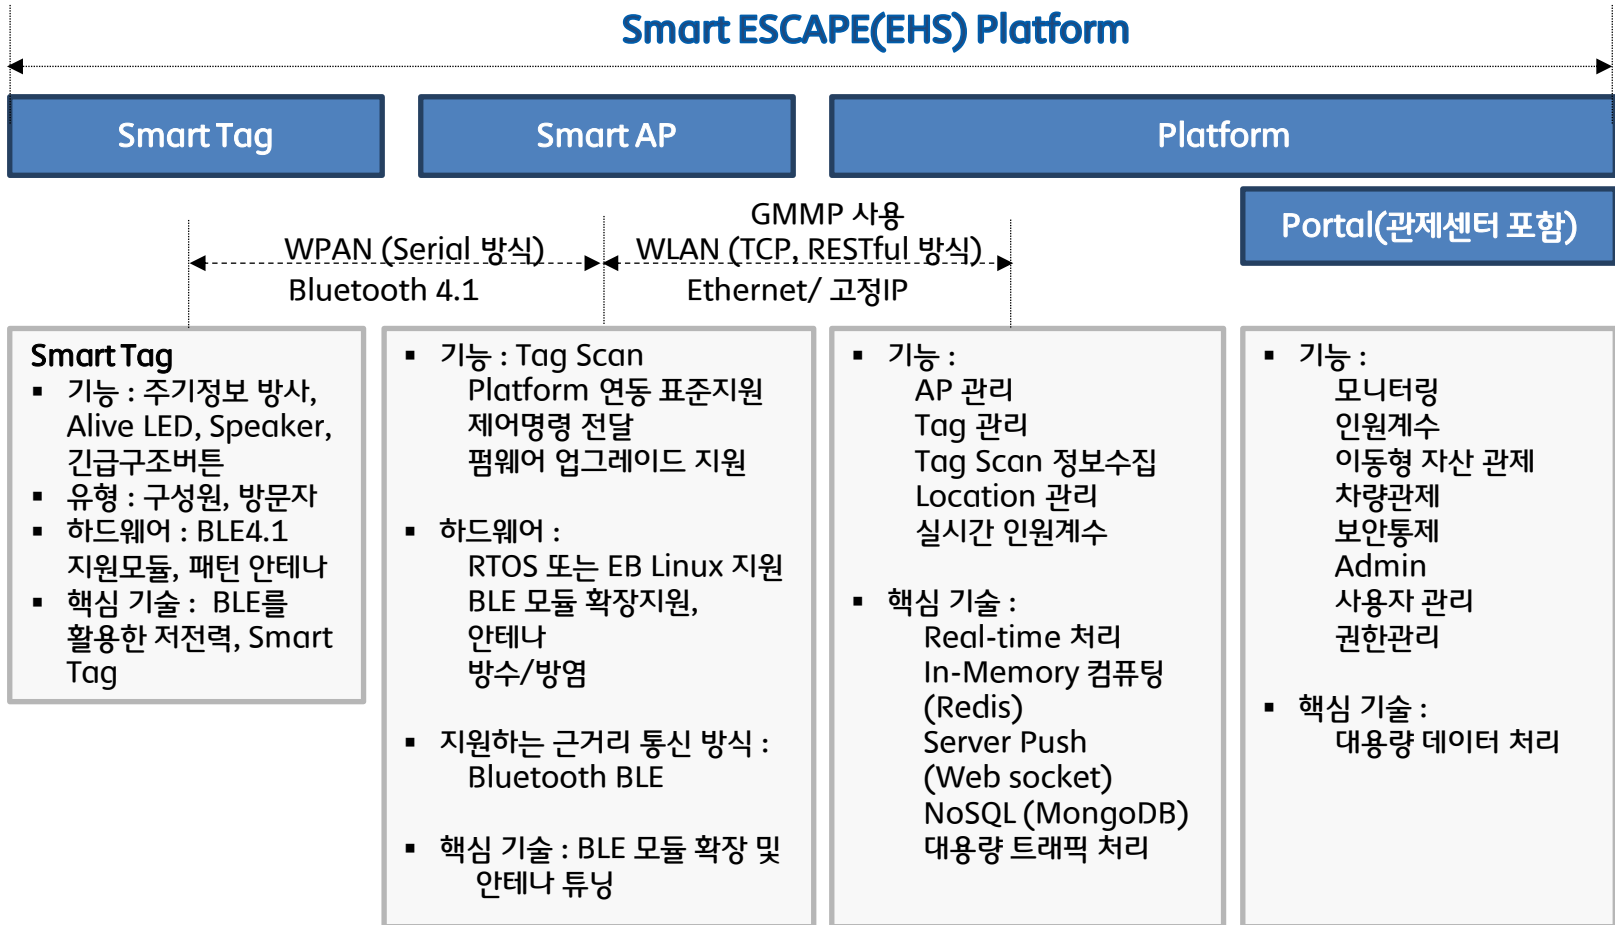 Smart ESCAPE(EHS) Platform
Smart Tag
Smart AP
Platform
Portal(관제센터 포함)
WPAN (Serial 방식)
Bluetooth 4.1
GMMP 사용
WLAN (TCP, RESTful 방식)
Ethernet/ 고정IP
Smart Tag
▪ 기능 : 주기정보 방사,
Alive LED, Speaker,
긴급구조버튼
▪ 유형 : 구성원, 방문자
▪ 하드웨어 : BLE4.1
지원모듈, 패턴 안테나
▪ 핵심 기술 : BLE를
활용한 저전력, Smart
Tag
▪ 기능 : Tag Scan
Platform 연동 표준지원
제어명령 전달
펌웨어 업그레이드 지원
▪ 하드웨어 :
RTOS 또는 EB Linux 지원
BLE 모듈 확장지원,
안테나
방수/방염
▪ 지원하는 근거리 통신 방식 :
Bluetooth BLE
▪ 핵심 기술 : BLE 모듈 확장 및
안테나 튜닝
▪ 기능 :
AP 관리
Tag 관리
Tag Scan 정보수집
Location 관리
실시간 인원계수
▪ 핵심 기술 :
Real-time 처리
In-Memory 컴퓨팅
(Redis)
Server Push
(Web socket)
NoSQL (MongoDB)
대용량 트래픽 처리
▪ 기능 :
모니터링
인원계수
이동형 자산 관제
차량관제
보안통제
Admin
사용자 관리
권한관리
▪ 핵심 기술 :
대용량 데이터 처리